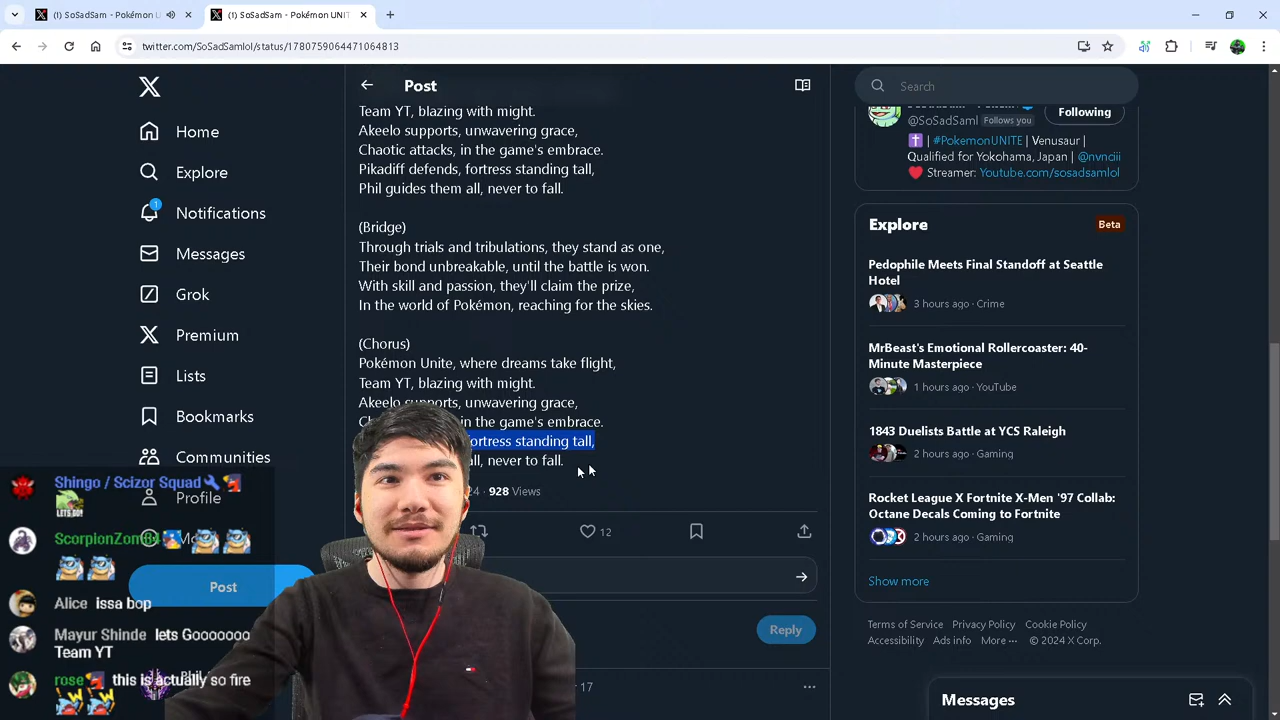 (1) SoSadSam - Pokémon U
(1) SoSadSam - Pokémon UNIT
twitter.com/SoSadSamlol/status/1780759064471064813
Home
Explore
1
Notifications
Messages
Grok
Premium
Lists
Bookmarks
Communities
Profile
Post
Post
Team YT, blazing with might.
Akeelo supports, unwavering grace,
Chaotic attacks, in the game's embrace.
Pikadiff defends, fortress standing tall,
Phil guides them all, never to fall.
(Bridge)
Through trials and tribulations, they stand as one,
Their bond unbreakable, until the battle is won.
With skill and passion, they'll claim the prize,
In the world of Pokémon, reaching for the skies.
(Chorus)
Pokémon Unite, where dreams take flight,
Team YT, blazing with might.
Akeelo supports, unwavering grace,
in the game's embrace.
fortress standing tall,
all, never to fall.
24 · 928 Views
12
Reply
17
Search
@SoSadSaml Follows you
Following
| #PokemonUNITE | Venusaur |
Qualified for Yokohama, Japan | @nvnciii
Streamer: Youtube.com/sosadsamlol
Explore
Beta
Pedophile Meets Final Standoff at Seattle
Hotel
3 hours ago · Crime
MrBeast's Emotional Rollercoaster: 40-
Minute Masterpiece
1 hours ago · YouTube
1843 Duelists Battle at YCS Raleigh
2 hours ago · Gaming
Rocket League X Fortnite X-Men '97 Collab:
Octane Decals Coming to Fortnite
2 hours ago · Gaming
Show more
Terms of Service Privacy Policy Cookie Policy
Accessibility Ads info More ··· © 2024 X Corp.
Messages
Shingo / Scizor Squad
LETS GO!
ScorpionZom84
Alice issa bop
Mayur Shinde lets Gooooooo
Team YT
rose this is actually so fire